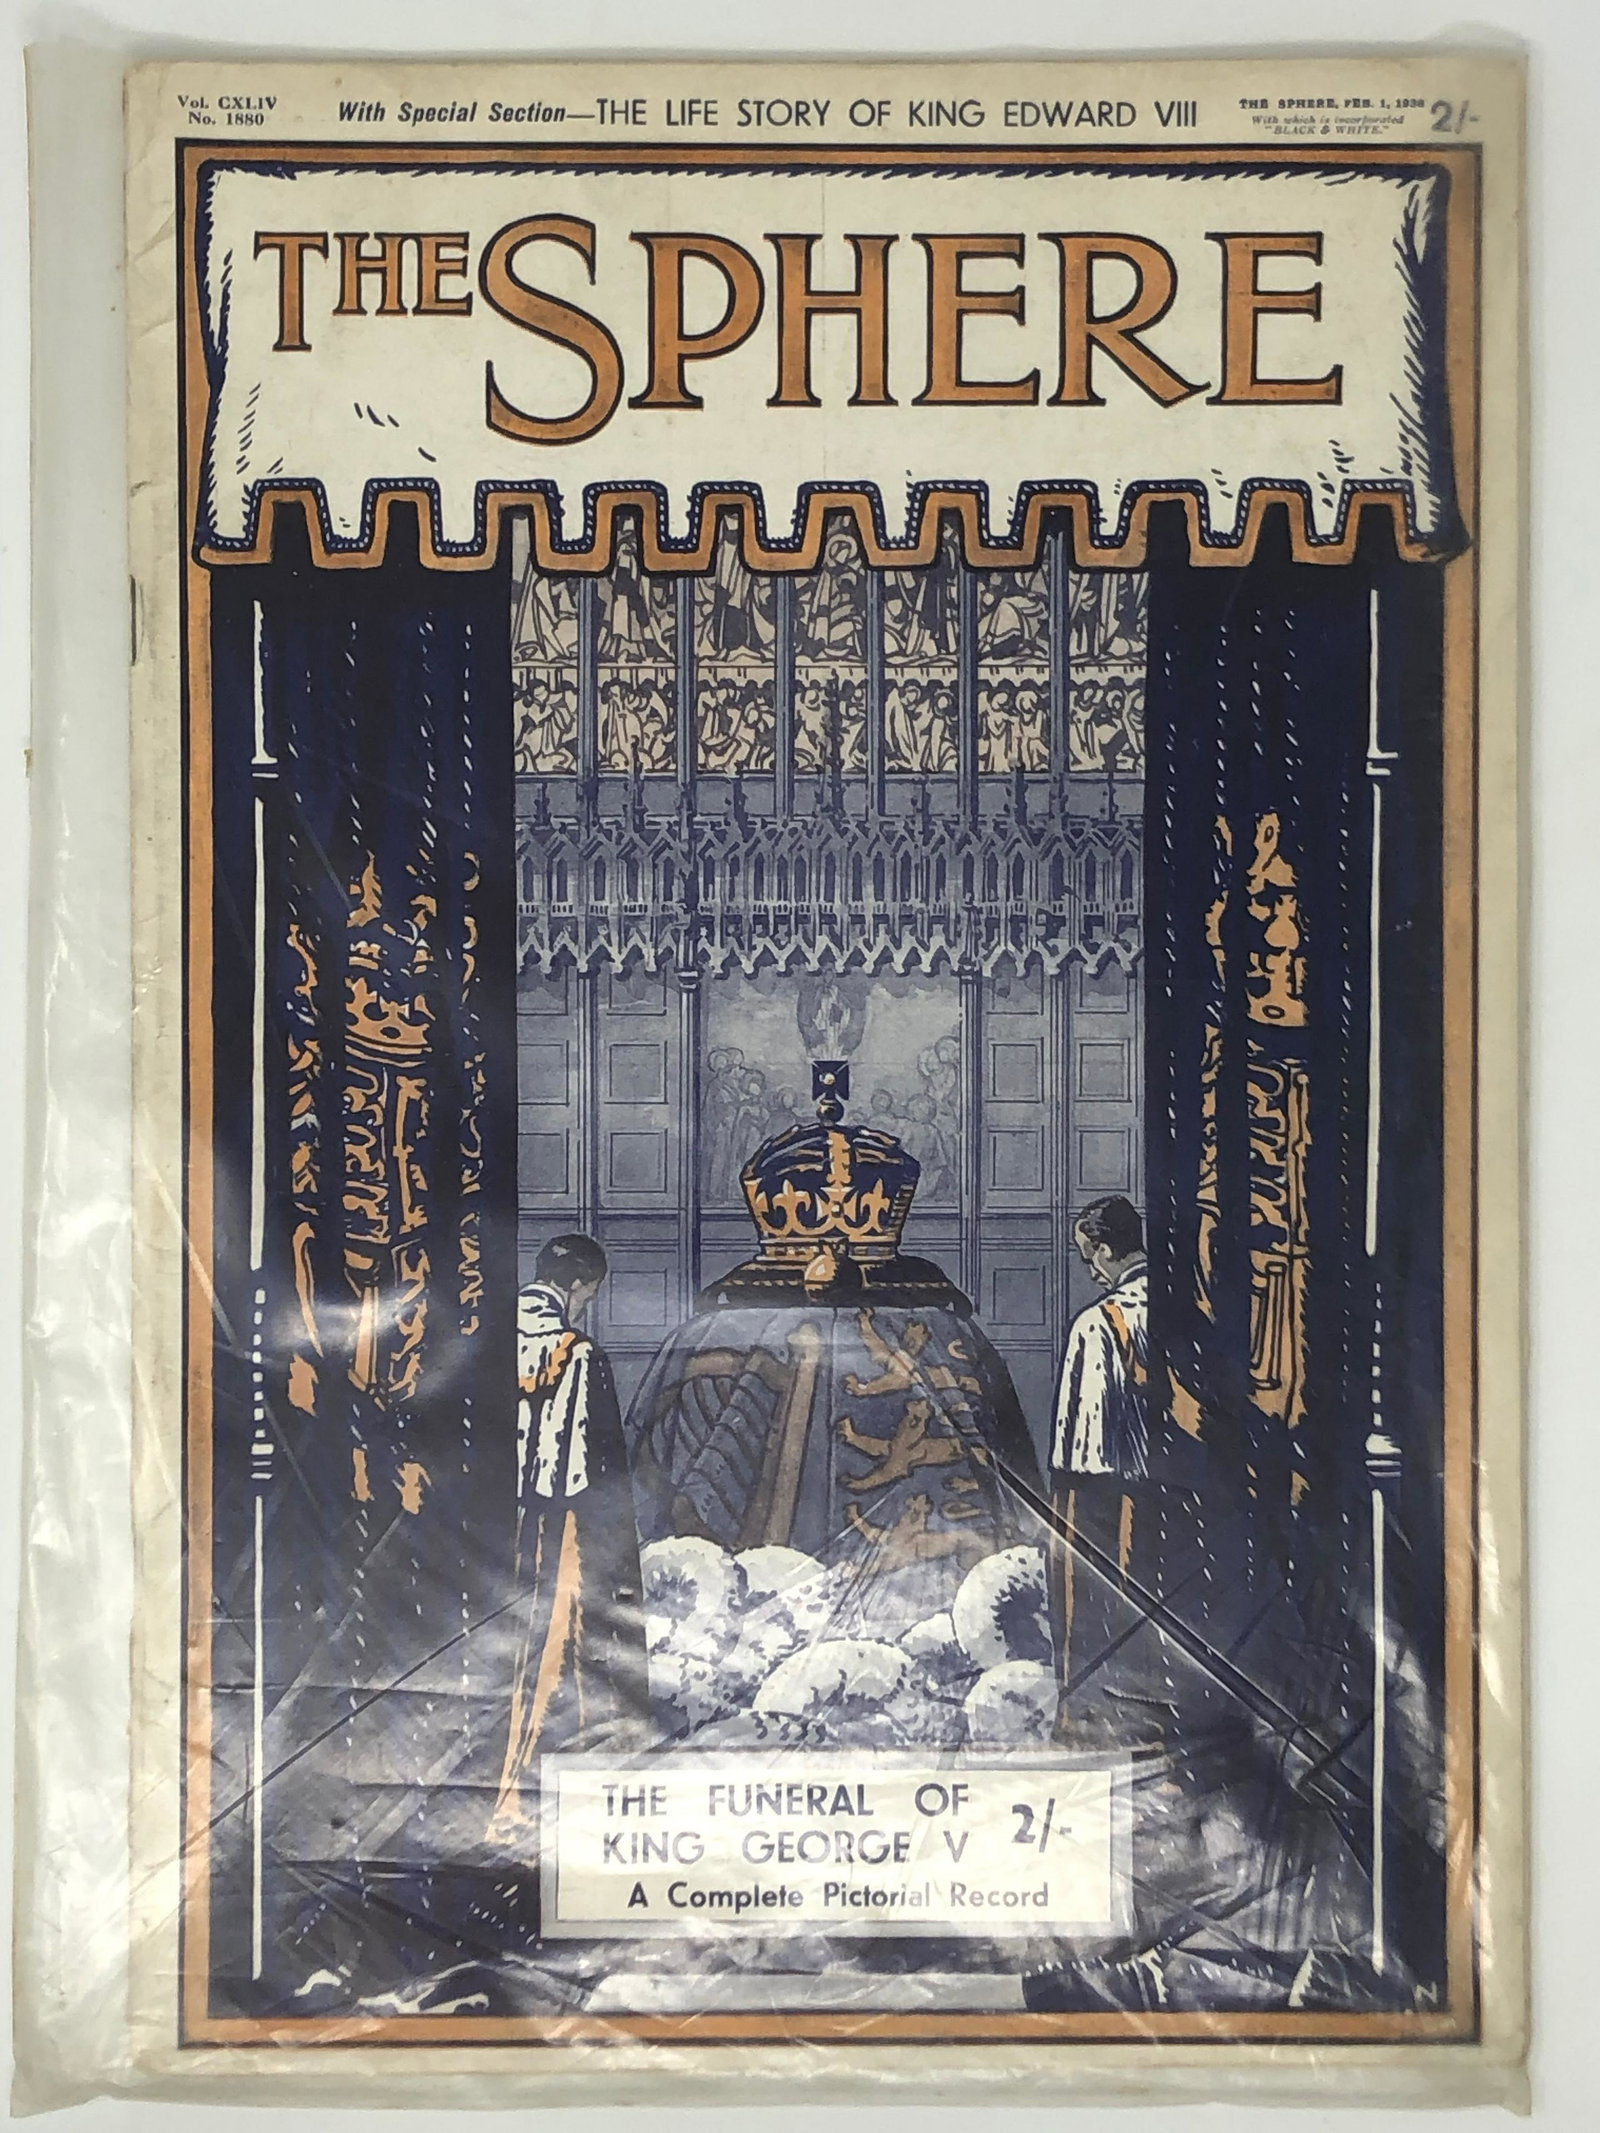 Vol. CXLIV
No. 1880
With Special Section—THE LIFE STORY OF KING EDWARD VIII
THE SPHERE, FEB. 1, 1936
With which is incorporated
"BLACK & WHITE."
2/-
THE SPHERE
THE FUNERAL OF
KING GEORGE V
2/-
A Complete Pictorial Record